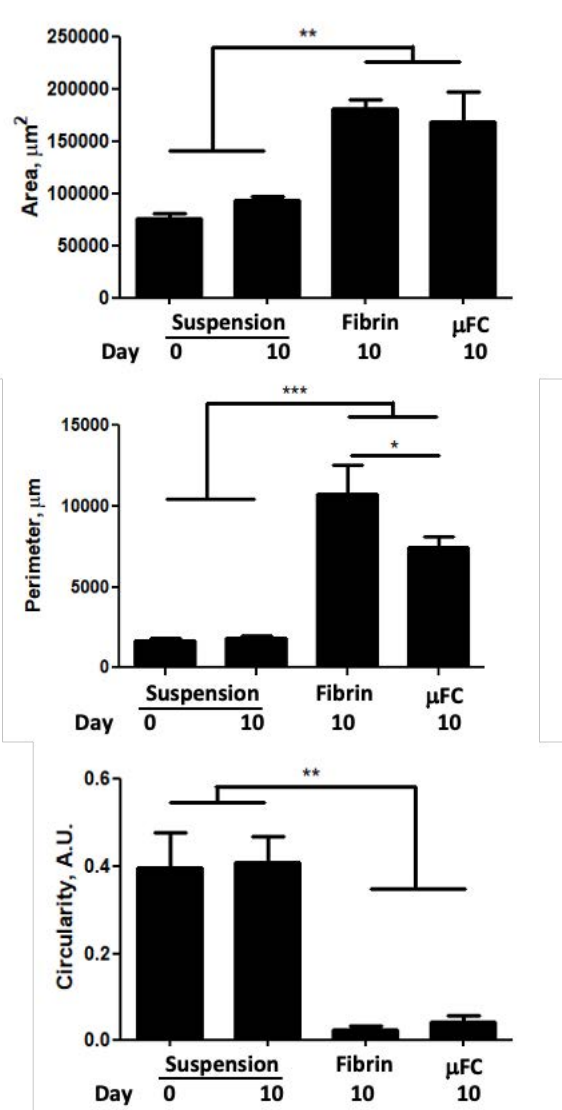 **
250000
200000
150000
100000
50000
0
Area, μm²
Suspension Fibrin μFC
Day 0 10 10 10
***
15000
*
10000
5000
0
Perimeter, μm
Suspension Fibrin μFC
Day 0 10 10 10
**
0.6
0.4
0.2
0.0
Circularity, A.U.
Suspension Fibrin μFC
Day 0 10 10 10